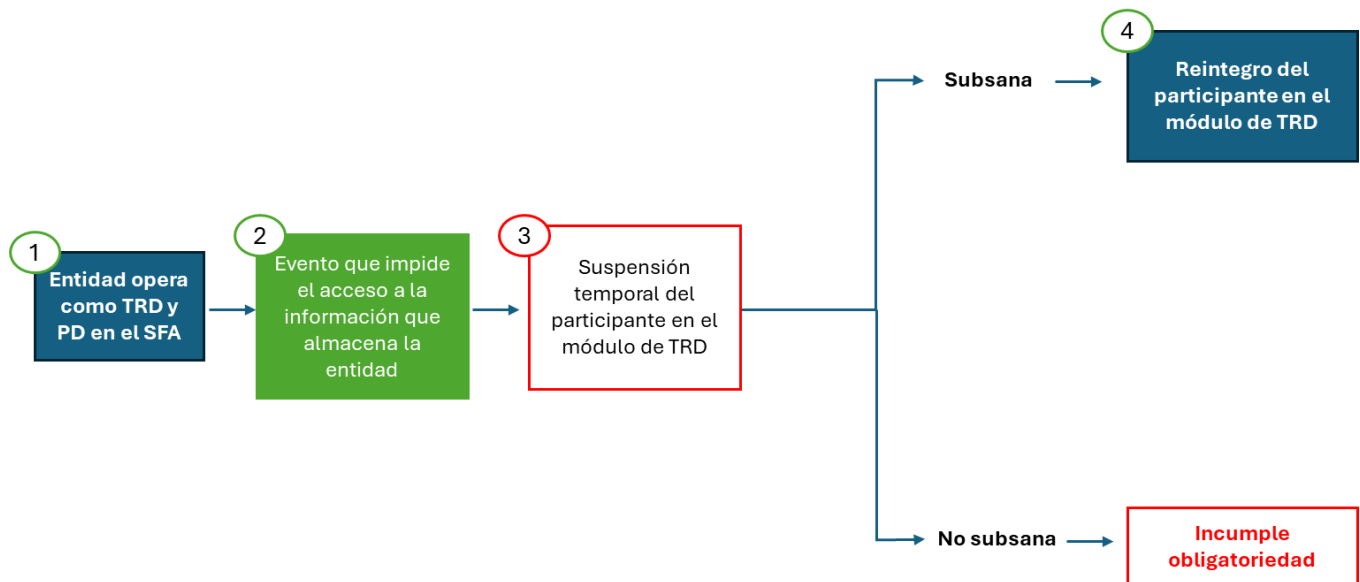 1
Entidad opera
como TRD y
PD en el SFA
2
Evento que impide
el acceso a la
información que
almacena la
entidad
3
Suspensión
temporal del
participante en el
módulo de TRD
Subsana
4
Reintegro del
participante en el
módulo de TRD
No subsana
Incumple
obligatoriedad